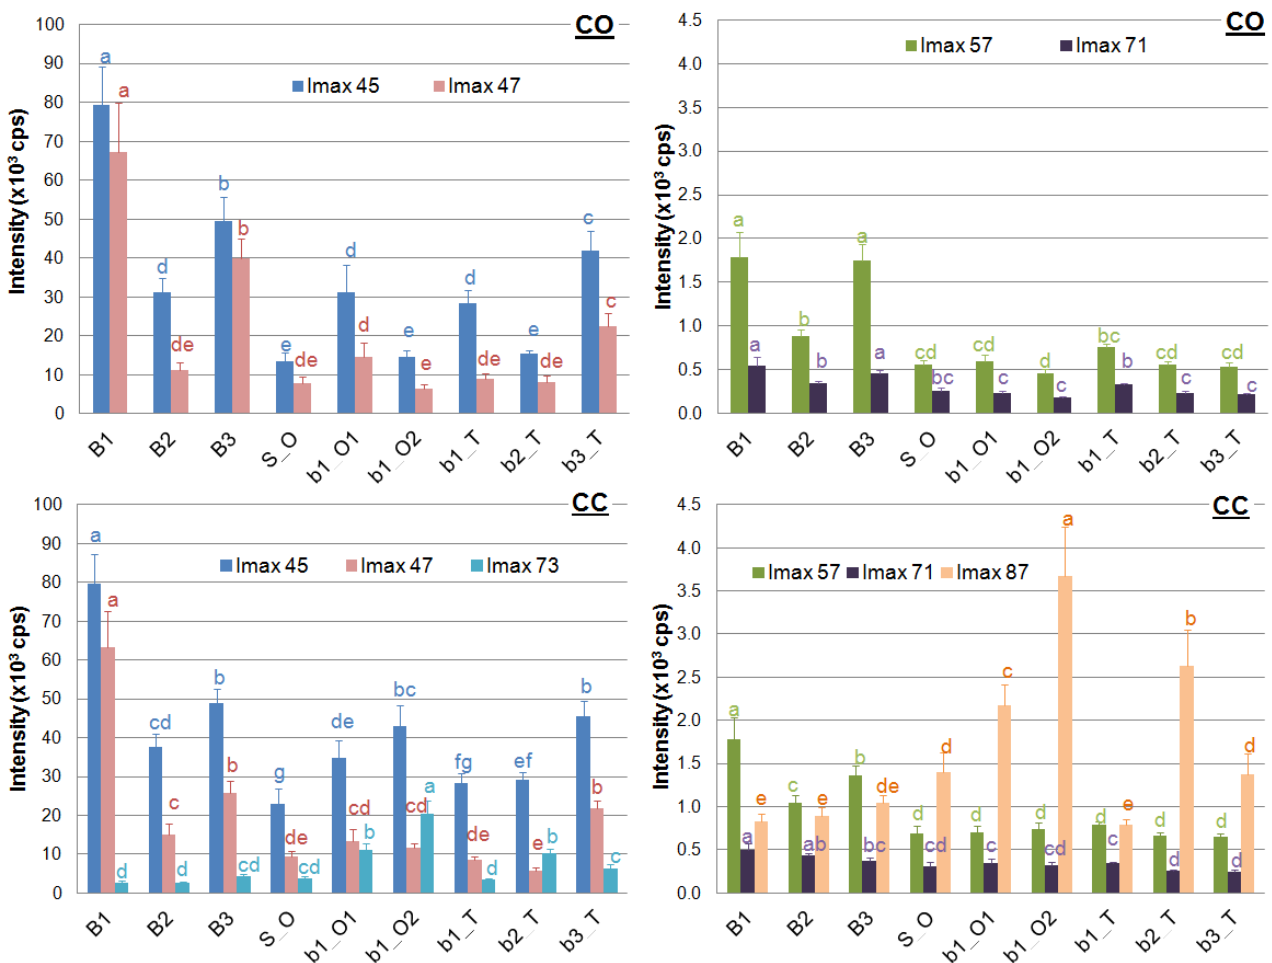 CO
Intensity (x10³ cps)
100
90
80
70
60
50
40
30
20
10
0
Imax 45
Imax 47
a
a
d
de
b
b
e
de
d
d
e
e
d
de
e
de
c
c
B1
B2
B3
S_O
b1_O1
b1_O2
b1_T
b2_T
b3_T
CO
Intensity (x10³ cps)
4.5
4.0
3.5
3.0
2.5
2.0
1.5
1.0
0.5
0.0
Imax 57
Imax 71
a
a
b
b
a
a
cd
bc
cd
c
d
c
bc
b
cd
c
cd
c
B1
B2
B3
S_O
b1_O1
b1_O2
b1_T
b2_T
b3_T
CC
Intensity (x10³ cps)
100
90
80
70
60
50
40
30
20
10
0
Imax 45
Imax 47
Imax 73
a
a
d
cd
c
d
b
b
cd
g
de
cd
de
cd
b
bc
cd
a
fg
de
d
ef
e
b
b
b
c
B1
B2
B3
S_O
b1_O1
b1_O2
b1_T
b2_T
b3_T
CC
Intensity (x10³ cps)
4.5
4.0
3.5
3.0
2.5
2.0
1.5
1.0
0.5
0.0
Imax 57
Imax 71
Imax 87
a
a
e
c
ab
e
b
bc
de
d
cd
d
d
c
c
d
cd
a
d
c
e
d
d
b
d
d
d
B1
B2
B3
S_O
b1_O1
b1_O2
b1_T
b2_T
b3_T